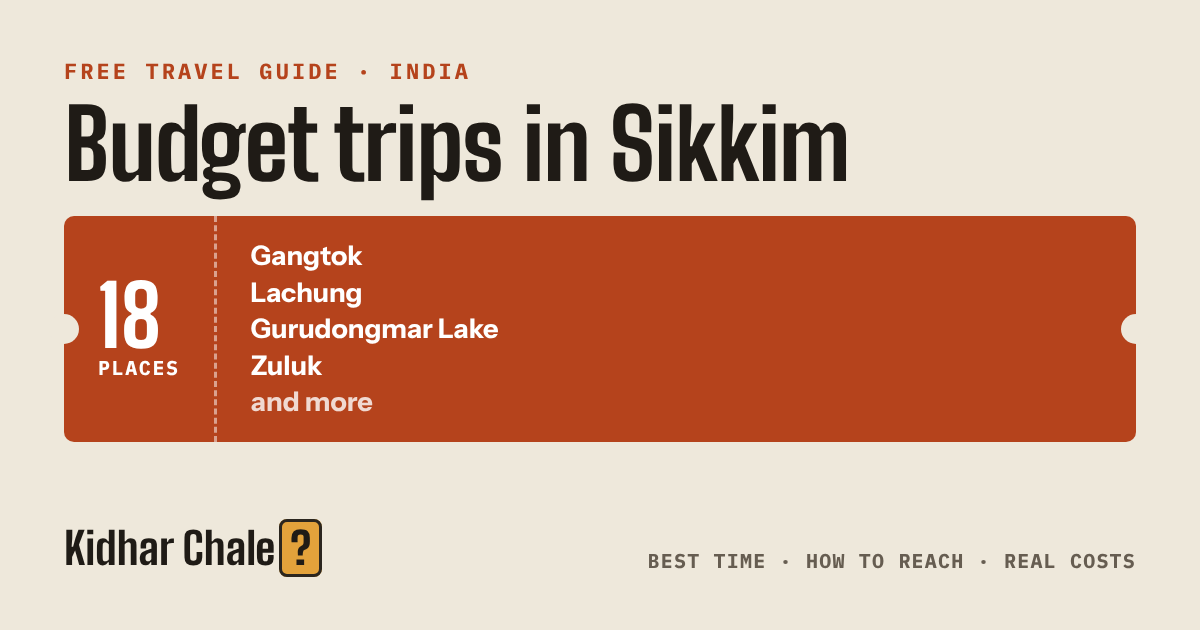 FREE TRAVEL GUIDE · INDIA
Budget trips in Sikkim
18
PLACES
Gangtok
Lachung
Gurudongmar Lake
Zuluk
and more
Kidhar Chale ?
BEST TIME · HOW TO REACH · REAL COSTS